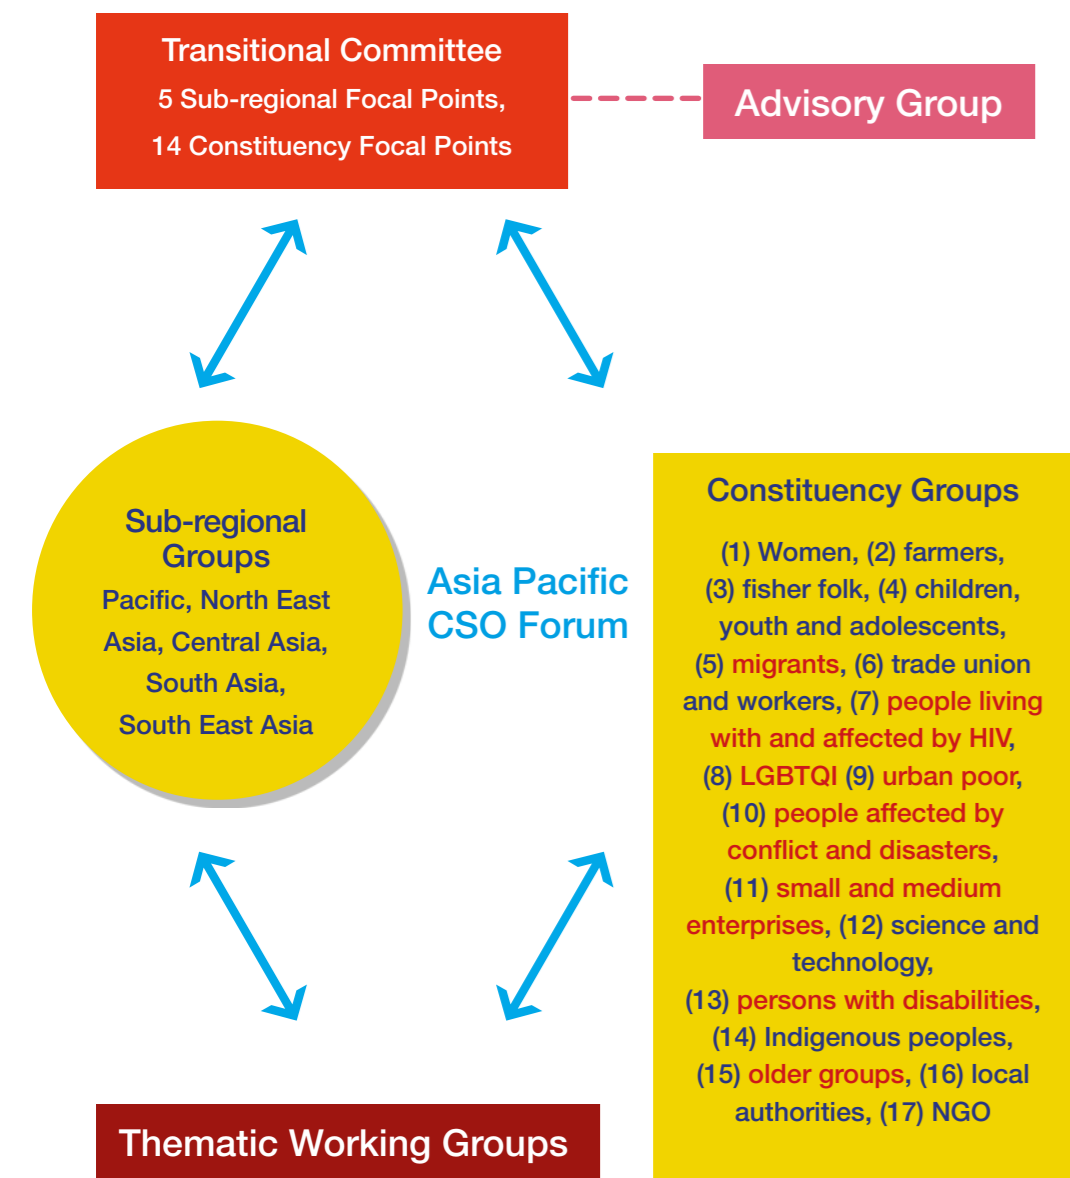 Transitional Committee
5 Sub-regional Focal Points,
14 Constituency Focal Points
Advisory Group
Sub-regional
Groups
Pacific, North East
Asia, Central Asia,
South Asia,
South East Asia
Asia Pacific
CSO Forum
Constituency Groups
(1) Women, (2) farmers,
(3) fisher folk, (4) children,
youth and adolescents,
(5) migrants, (6) trade union
and workers, (7) people living
with and affected by HIV,
(8) LGBTQI (9) urban poor,
(10) people affected by
conflict and disasters,
(11) small and medium
enterprises, (12) science and
technology,
(13) persons with disabilities,
(14) Indigenous peoples,
(15) older groups, (16) local
authorities, (17) NGO
Thematic Working Groups